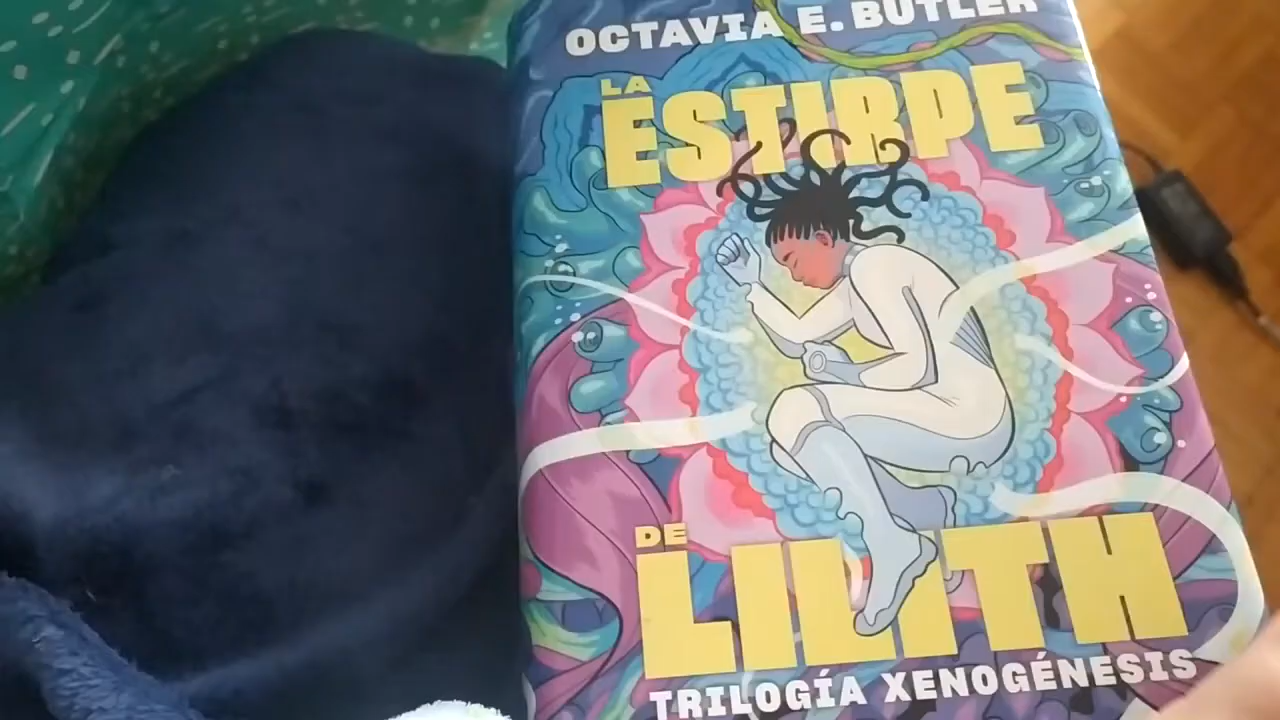 OCTAVIA E. BUTLER
LA
ESTIRPE
DE
LILITH
TRILOGÍA XENOGÉNESIS